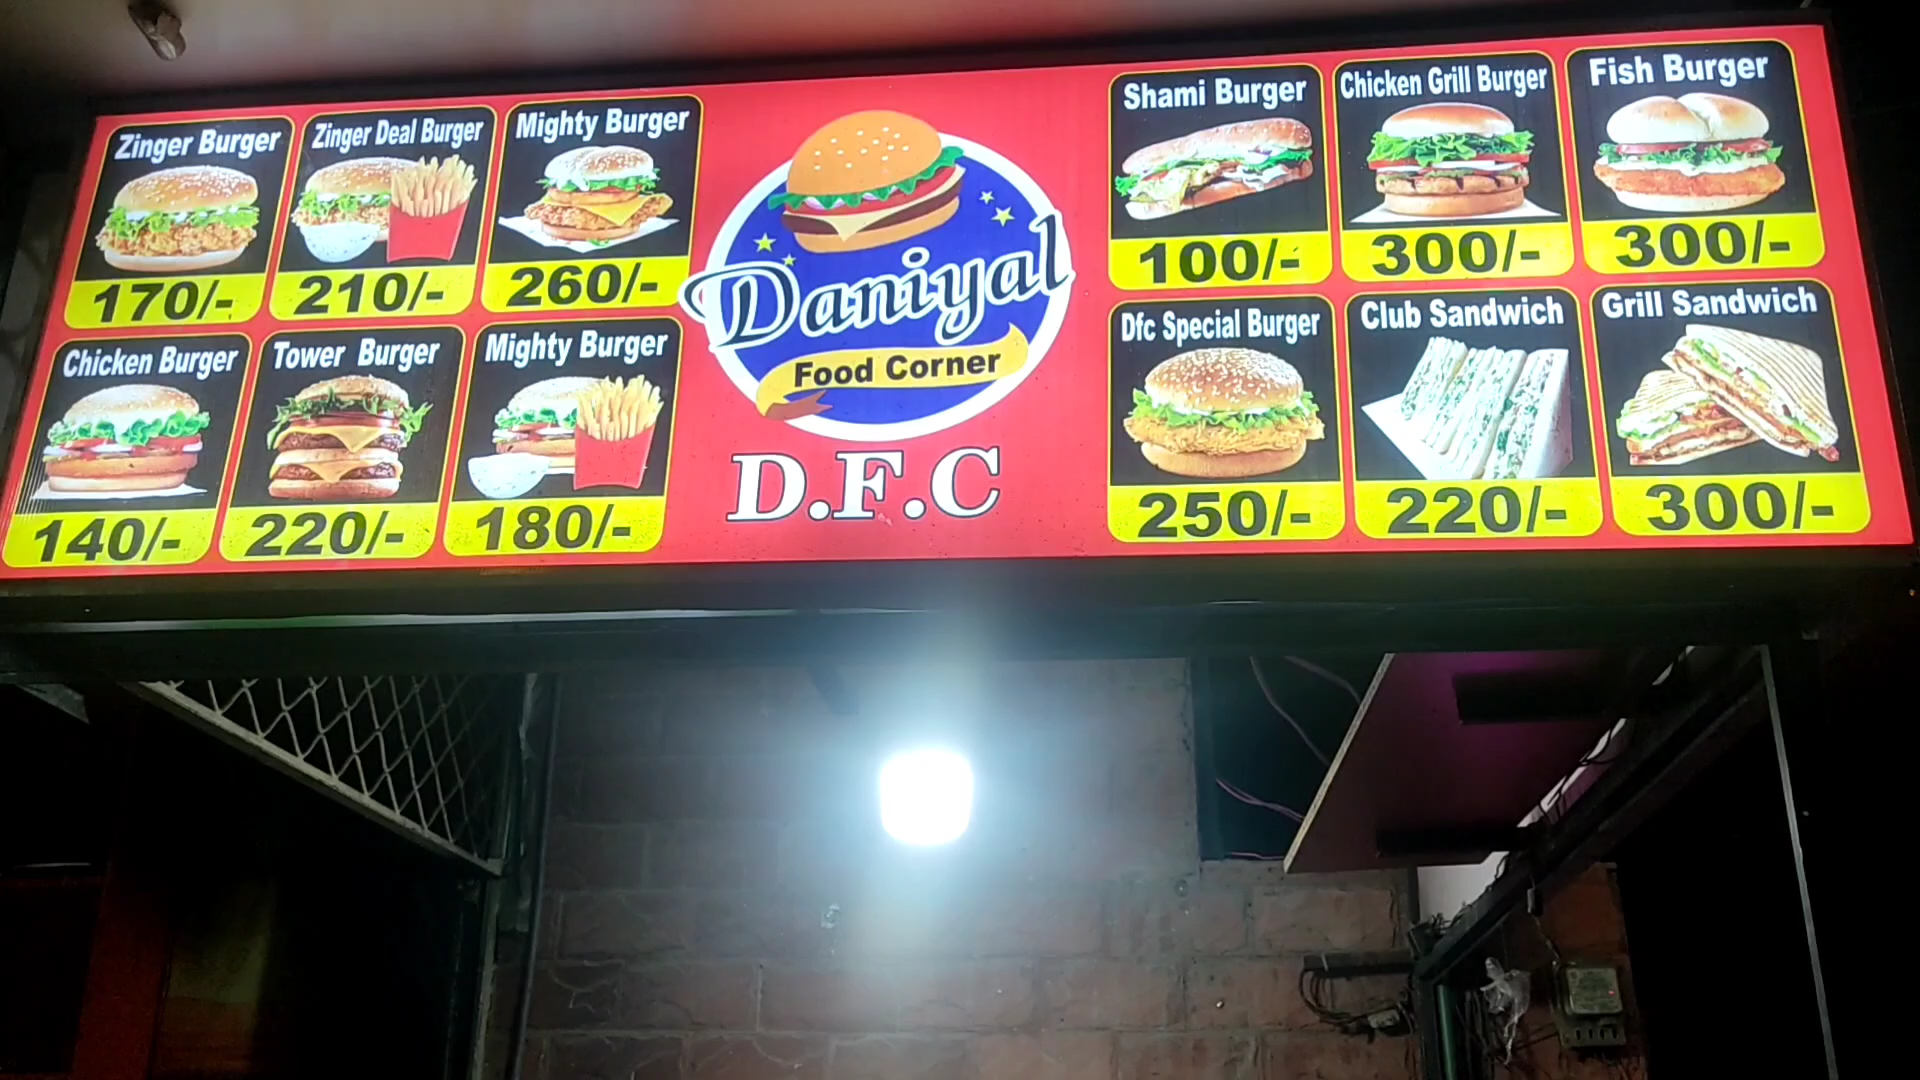 Zinger Burger
170/-
Zinger Deal Burger
210/-
Mighty Burger
260/-
Chicken Burger
140/-
Tower Burger
220/-
Mighty Burger
180/-
Daniyal
Food Corner
D.F.C
Shami Burger
100/-
Chicken Grill Burger
300/-
Fish Burger
300/-
Dfc Special Burger
250/-
Club Sandwich
220/-
Grill Sandwich
300/-